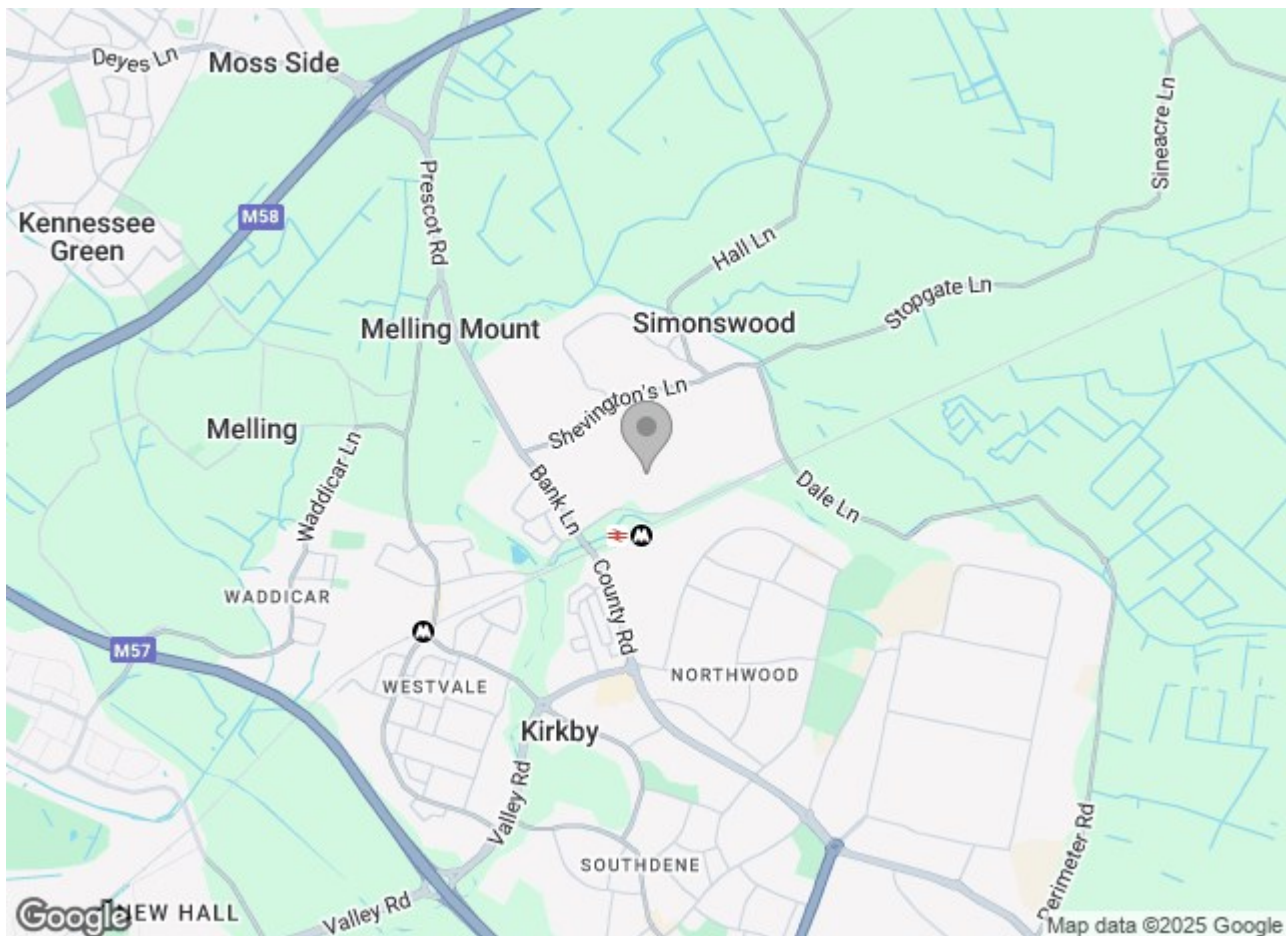 Deyes Ln
Moss Side
Sineacre Ln
Prescot Rd
M58
Kennessee
Green
Hall Ln
Stopgate Ln
Melling Mount
Simonswood
Shevington's Ln
Melling
Waddicar Ln
Bank Ln
Dale Ln
WADDICAR
County Rd
M57
WESTVALE
NORTHWOOD
Kirkby
Valley Rd
SOUTHDENE
Perimeter Rd
Google
NEW HALL
Valley Rd
Map data ©2025 Google